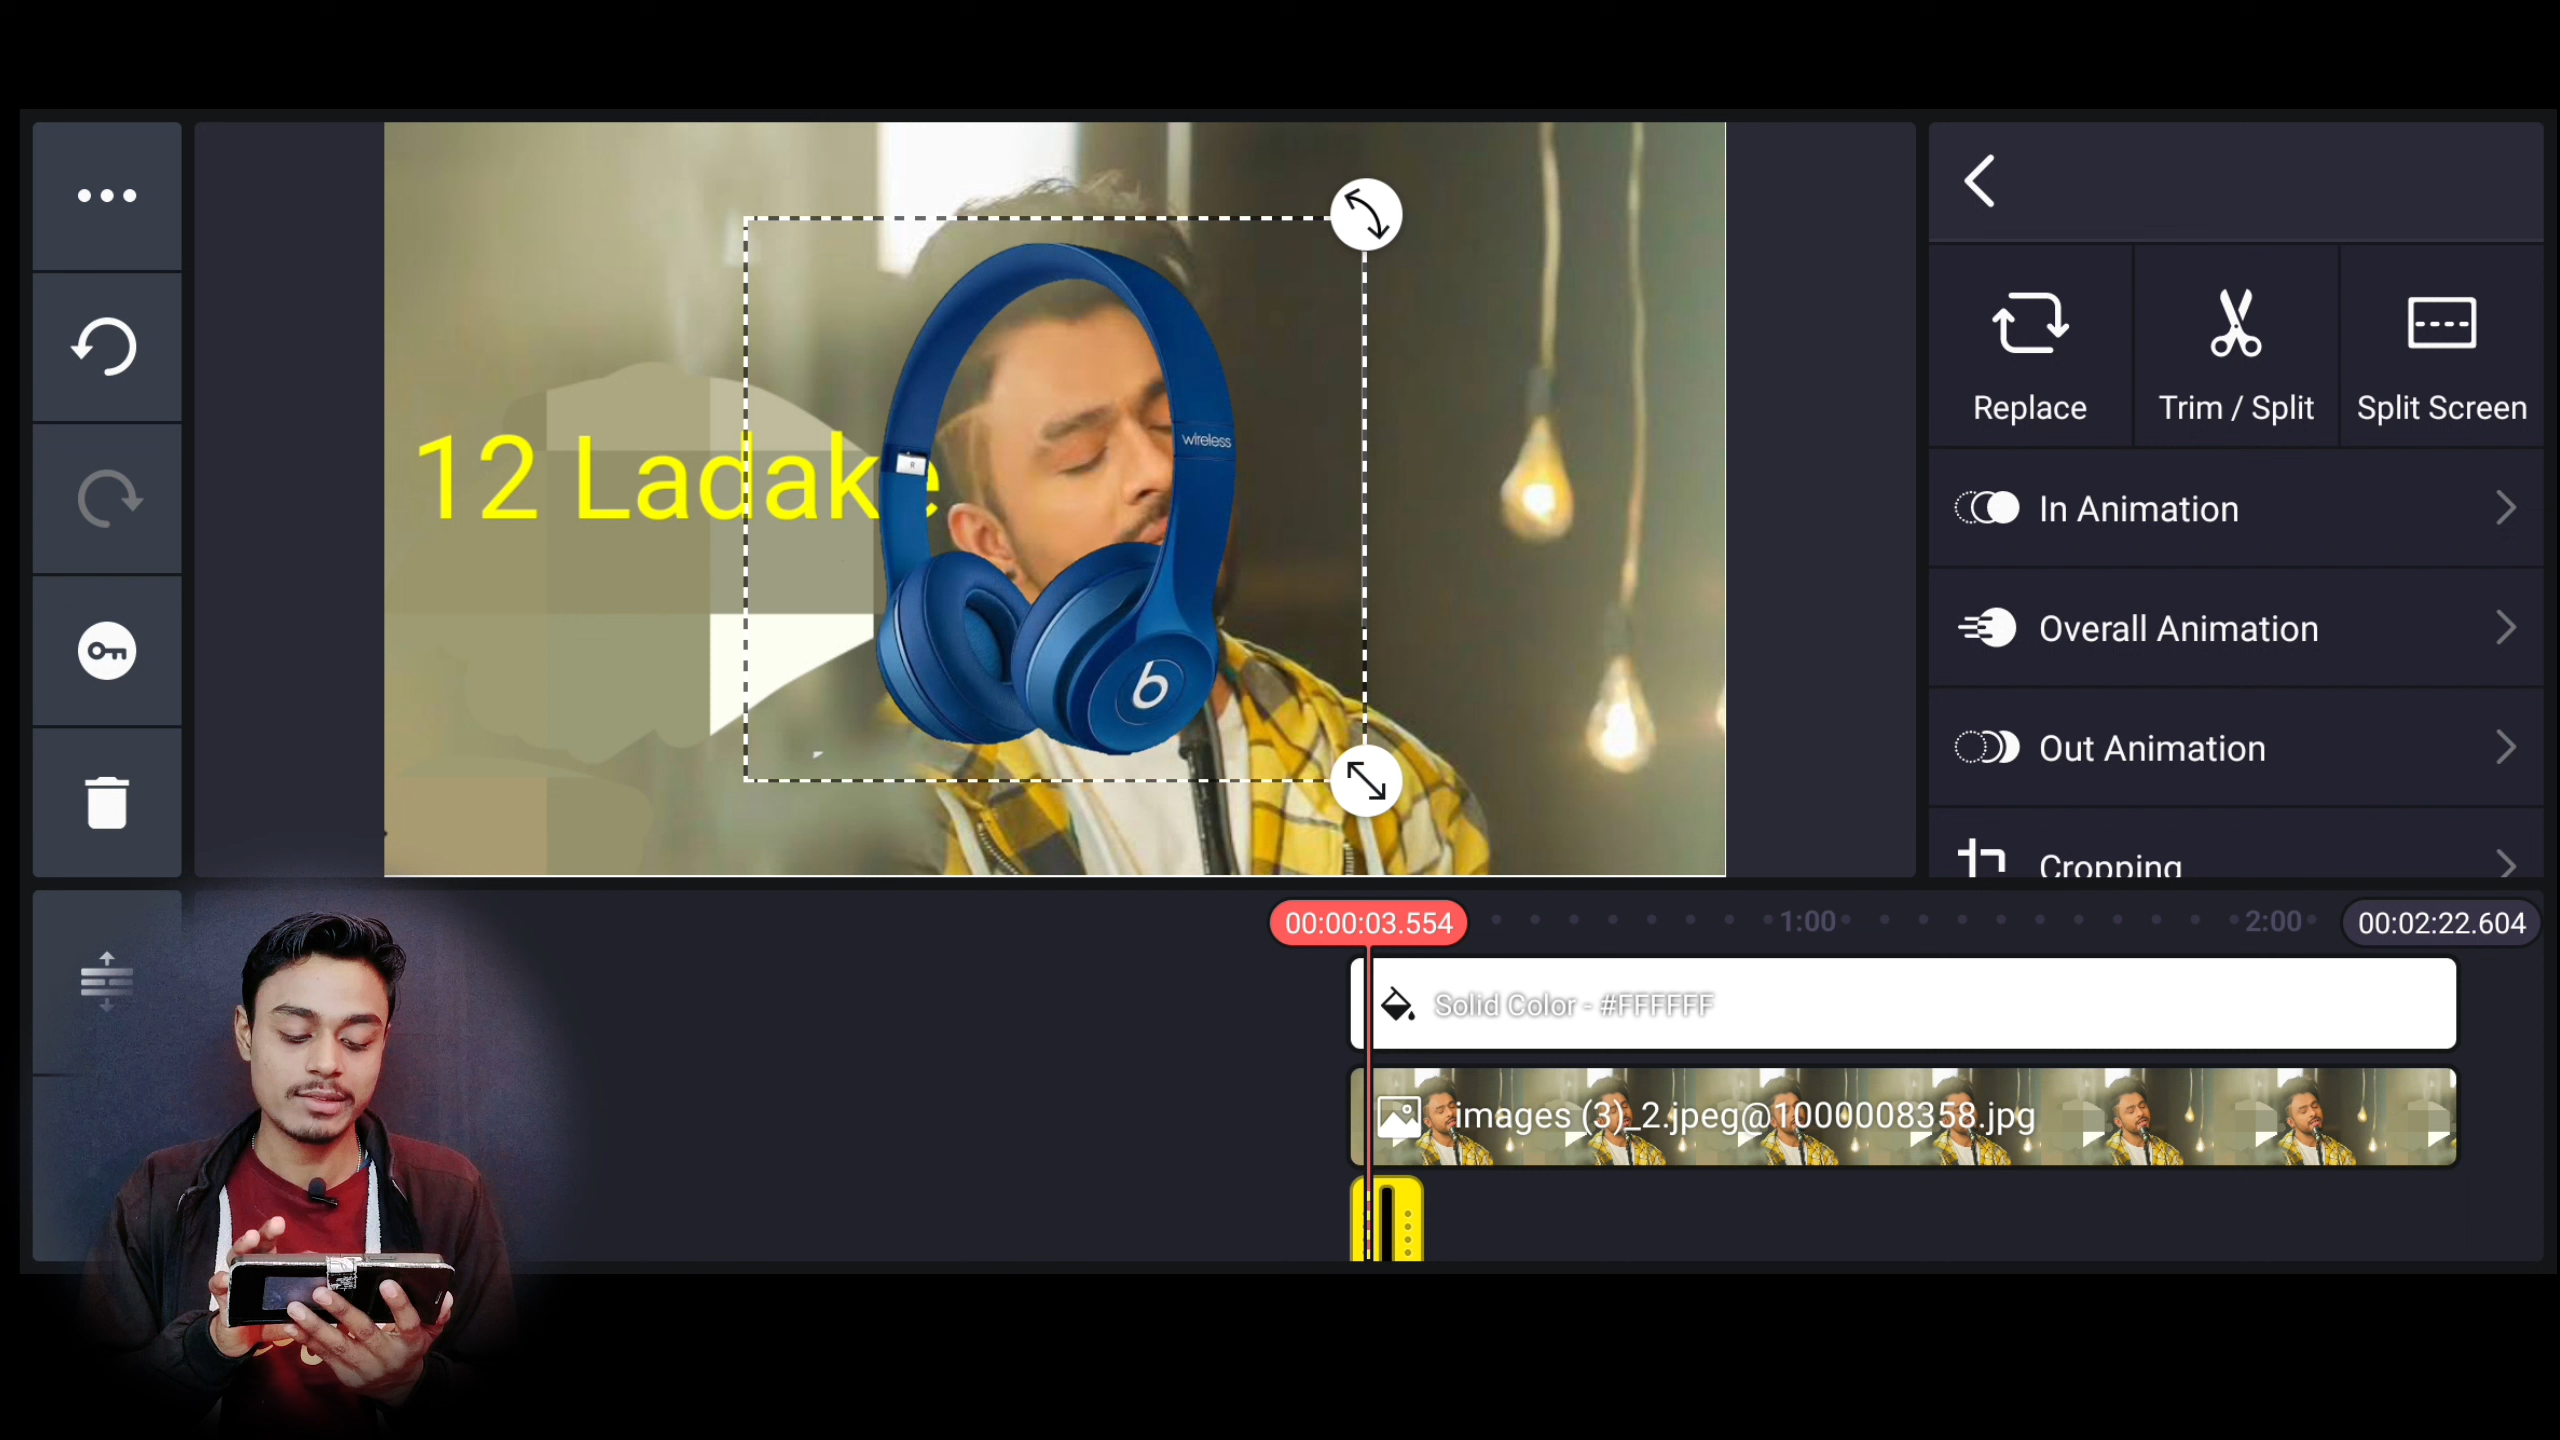 12 Ladake
wireless
R
b
Replace
Trim / Split
Split Screen
In Animation
Overall Animation
Out Animation
Cropping
00:00:03.554
1:00
2:00
00:02:22.604
Solid Color - #FFFFFF
images (3)_2.jpeg@1000008358.jpg